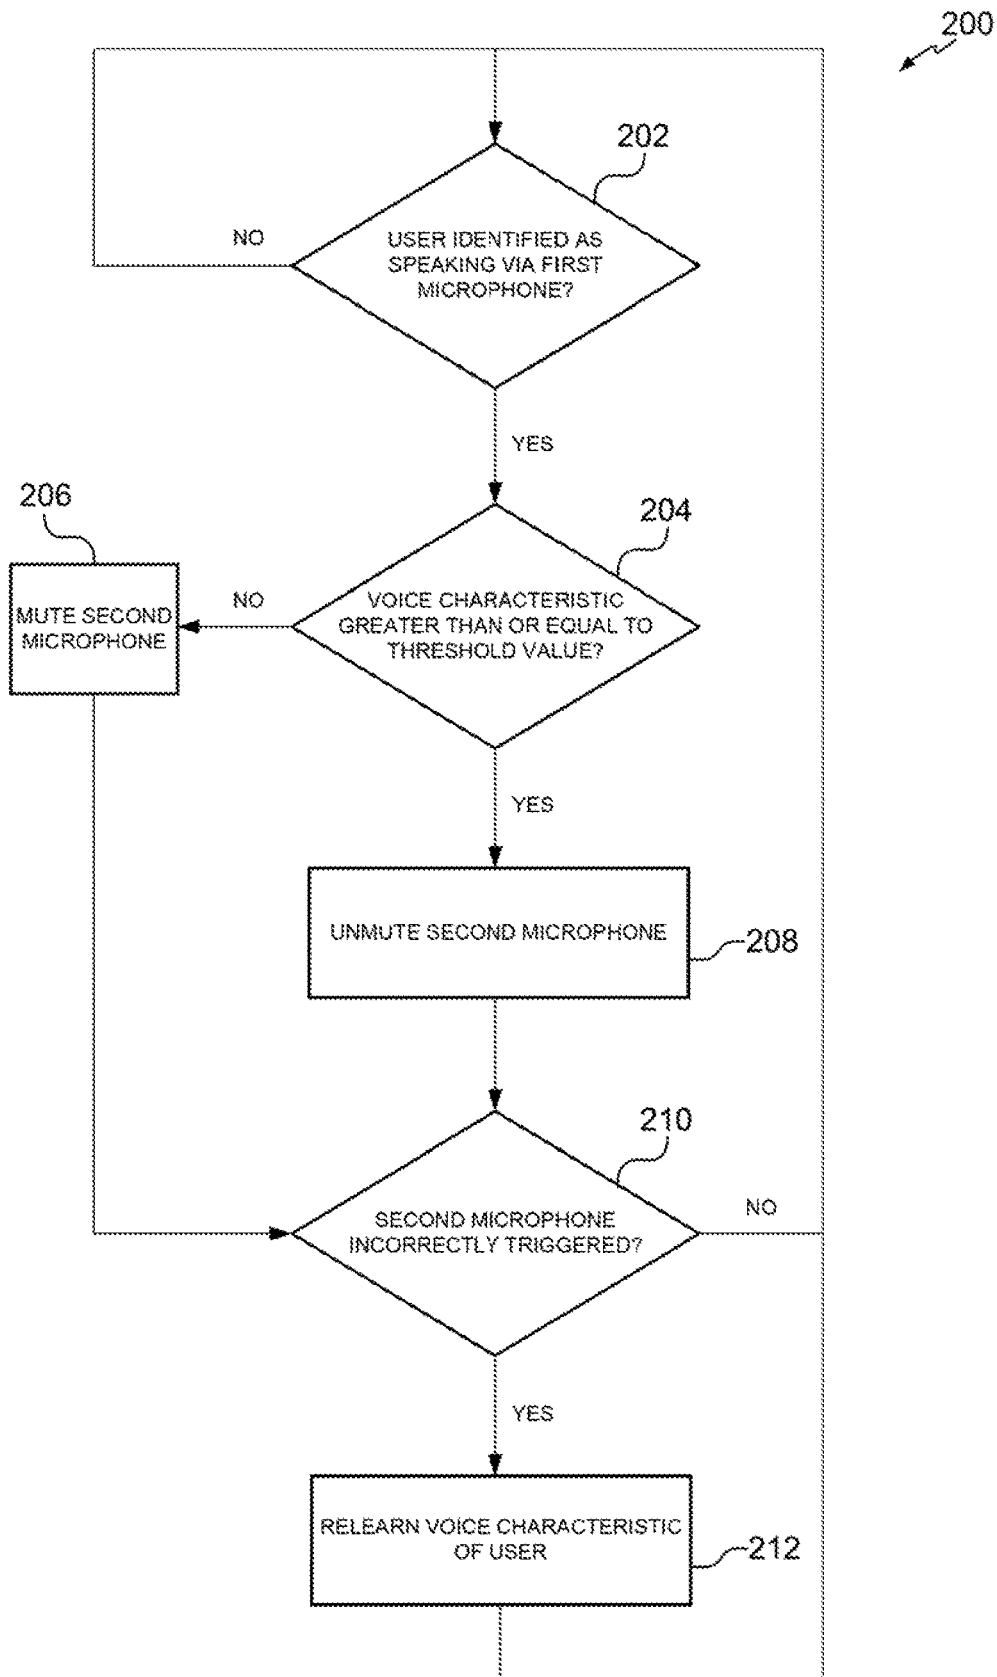 200
202
NO
USER IDENTIFIED AS
SPEAKING VIA FIRST
MICROPHONE?
YES
206
204
MUTE SECOND
MICROPHONE
NO
VOICE CHARACTERISTIC
GREATER THAN OR EQUAL TO
THRESHOLD VALUE?
YES
UNMUTE SECOND MICROPHONE
208
210
SECOND MICROPHONE
INCORRECTLY TRIGGERED?
NO
YES
RELEARN VOICE CHARACTERISTIC
OF USER
212